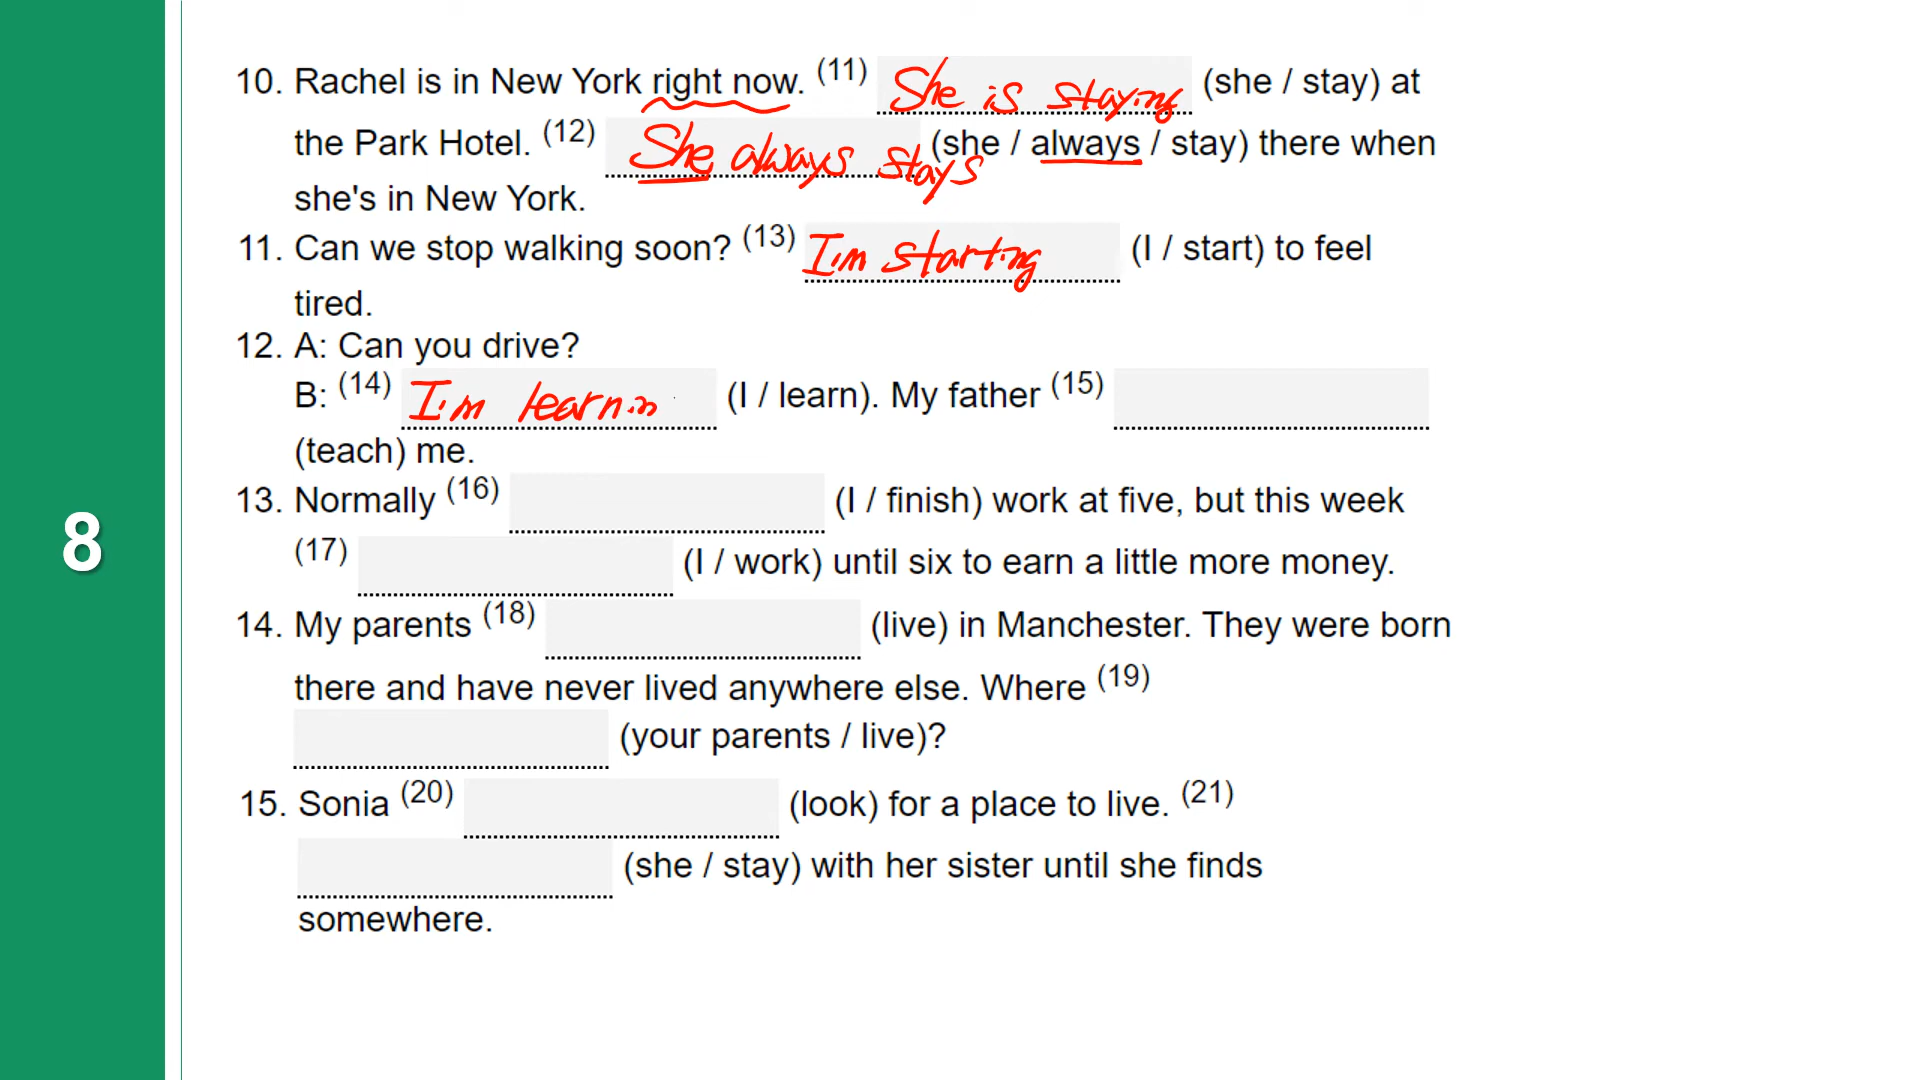 10. Rachel is in New York right now. (11) She is staying (she / stay) at
the Park Hotel. (12) She always stays (she / always / stay) there when
she's in New York.
11. Can we stop walking soon? (13) I'm starting (I / start) to feel
tired.
12. A: Can you drive?
B: (14) I'm learnin (I / learn). My father (15)
(teach) me.
13. Normally (16) (I / finish) work at five, but this week
(17) (I / work) until six to earn a little more money.
14. My parents (18) (live) in Manchester. They were born
there and have never lived anywhere else. Where (19)
(your parents / live)?
15. Sonia (20) (look) for a place to live. (21)
(she / stay) with her sister until she finds
somewhere.
8